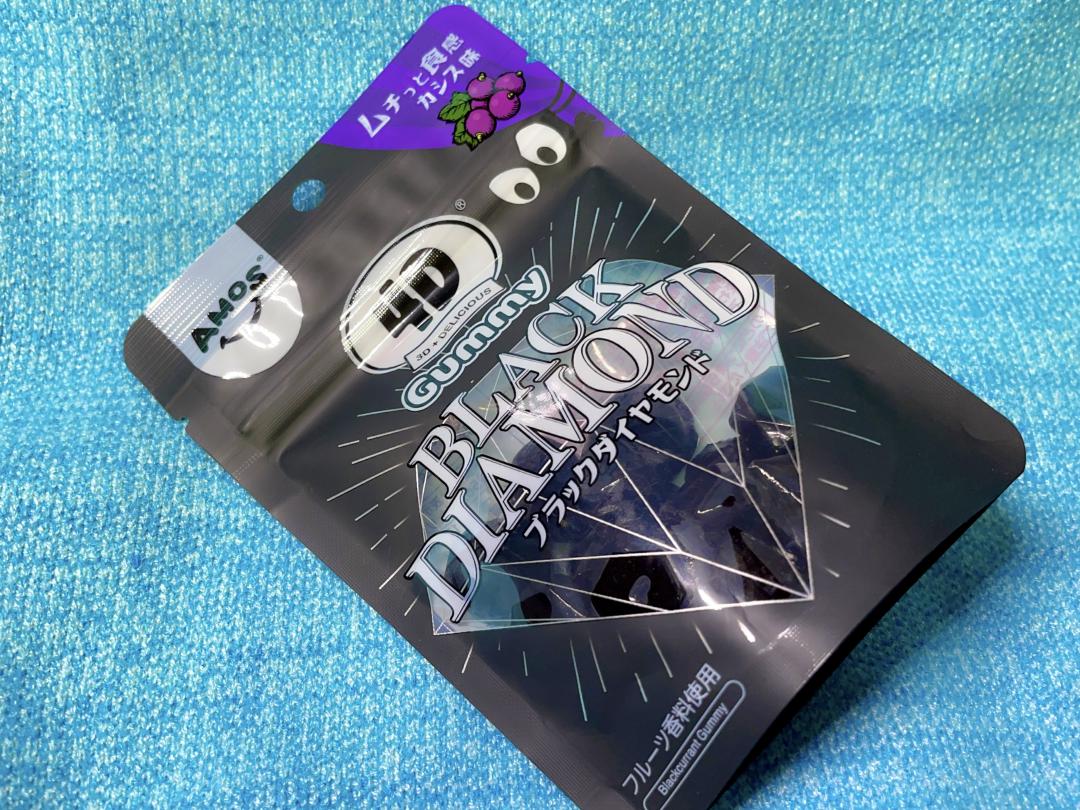 ムチっと食感
カシス味
AMOS®
4D
®
3D + DELICIOUS
Gummy
BLACK
DIAMOND
ブラックダイヤモンド
フルーツ香料使用
Blackcurrant Gummy